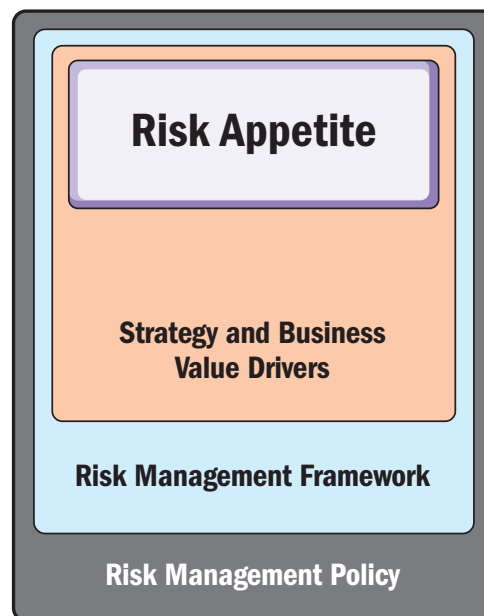 Risk Appetite
Strategy and Business
Value Drivers
Risk Management Framework
Risk Management Policy